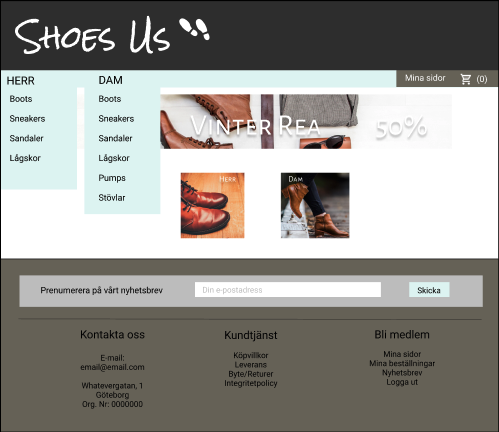 Shoes Us
Mina sidor
(0)
HERR
Boots
Sneakers
Sandaler
Lågskor
DAM
Boots
Sneakers
Sandaler
Lågskor
Pumps
Stövlar
Vinter Rea 50%
Herr
Dam
Prenumerera på vårt nyhetsbrev
Din e-postadress
Skicka
Kontakta oss
E-mail:
email@email.com
Whatevergatan, 1
Göteborg
Org. Nr: 0000000
Kundtjänst
Köpvillkor
Leverans
Byte/Returer
Integritetpolicy
Bli medlem
Mina sidor
Mina beställningar
Nyhetsbrev
Logga ut